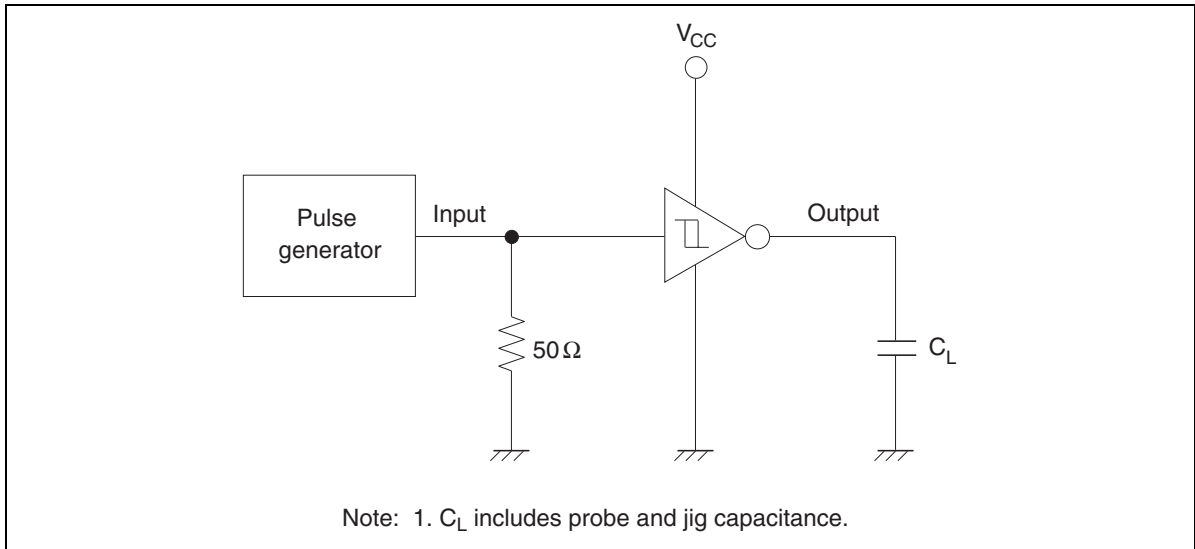 V_CC
Pulse
generator
Input
Output
50Ω
C_L
Note: 1. C_L includes probe and jig capacitance.